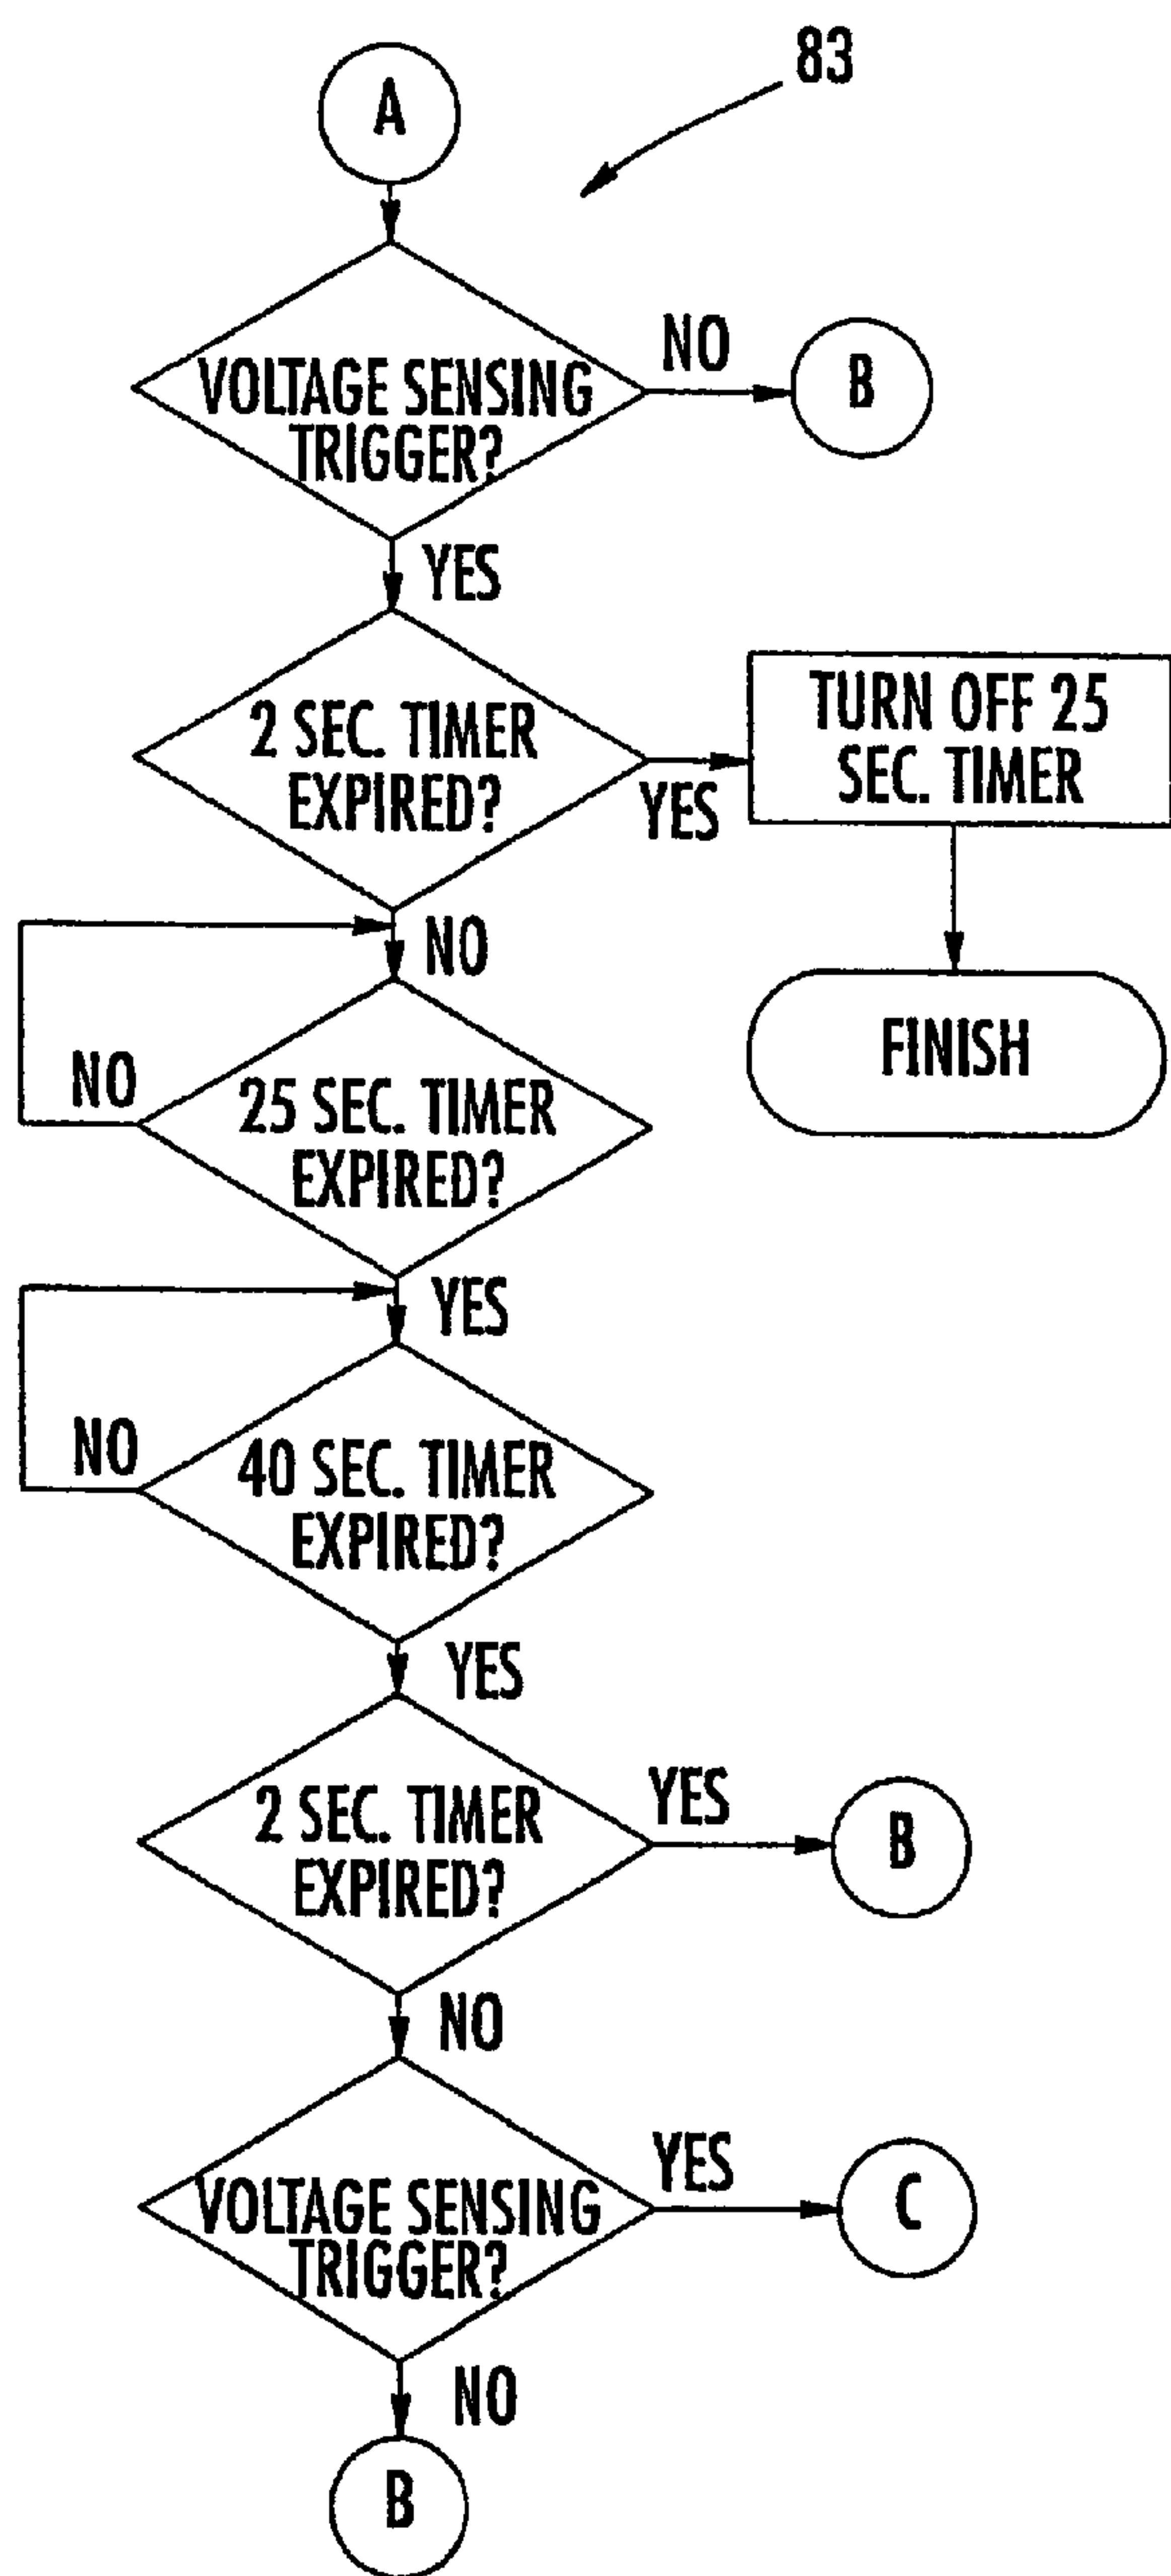 83
A
VOLTAGE SENSING
TRIGGER?
NO
B
YES
2 SEC. TIMER
EXPIRED?
YES
TURN OFF 25
SEC. TIMER
NO
FINISH
25 SEC. TIMER
EXPIRED?
NO
YES
40 SEC. TIMER
EXPIRED?
NO
YES
2 SEC. TIMER
EXPIRED?
YES
B
NO
VOLTAGE SENSING
TRIGGER?
YES
C
NO
B